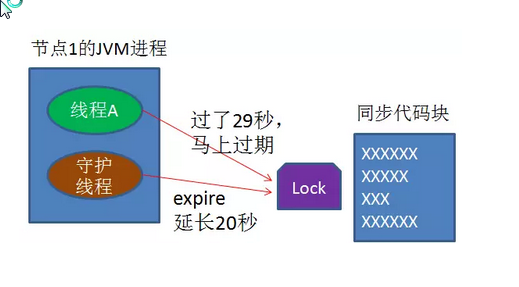 节点1的JVM进程
线程A
守护
线程
过了29秒，
马上过期
expire
延长20秒
Lock
同步代码块
XXXXXX
XXXXX
XXX
XXXXXX